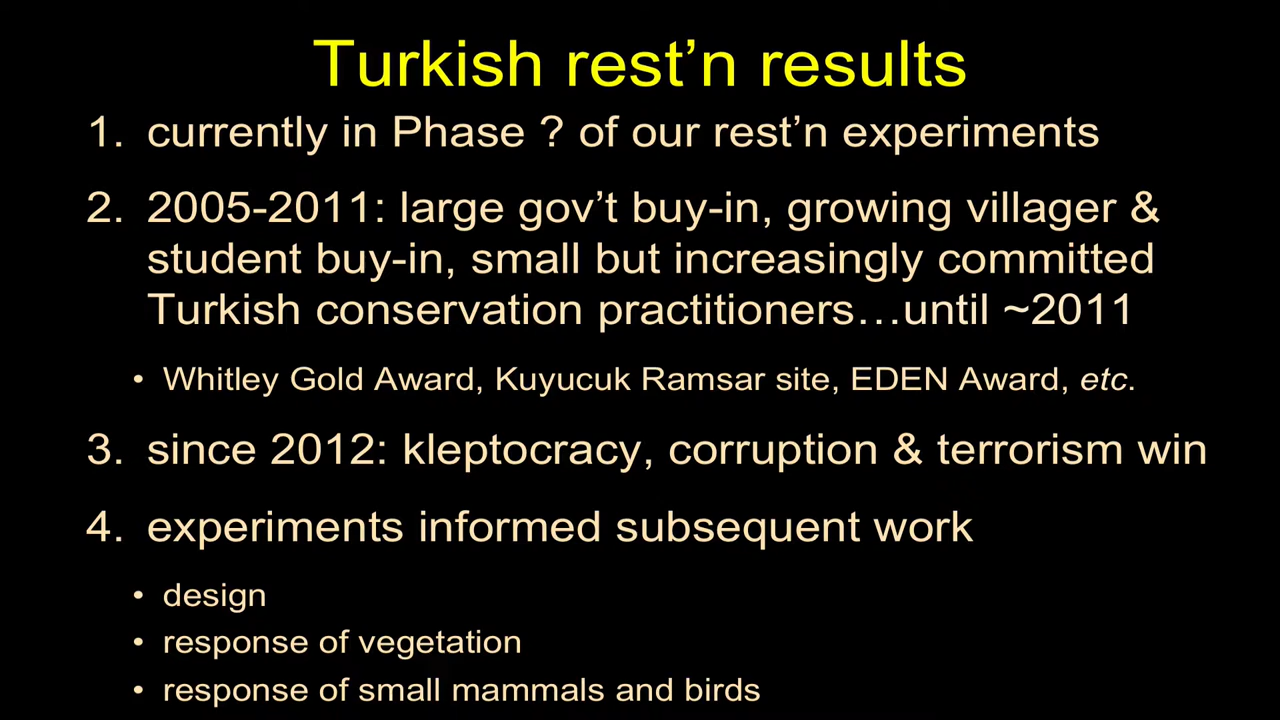 Turkish rest’n results
1. currently in Phase ? of our rest’n experiments
2. 2005-2011: large gov’t buy-in, growing villager &
student buy-in, small but increasingly committed
Turkish conservation practitioners…until ~2011
• Whitley Gold Award, Kuyucuk Ramsar site, EDEN Award, etc.
3. since 2012: kleptocracy, corruption & terrorism win
4. experiments informed subsequent work
• design
• response of vegetation
• response of small mammals and birds